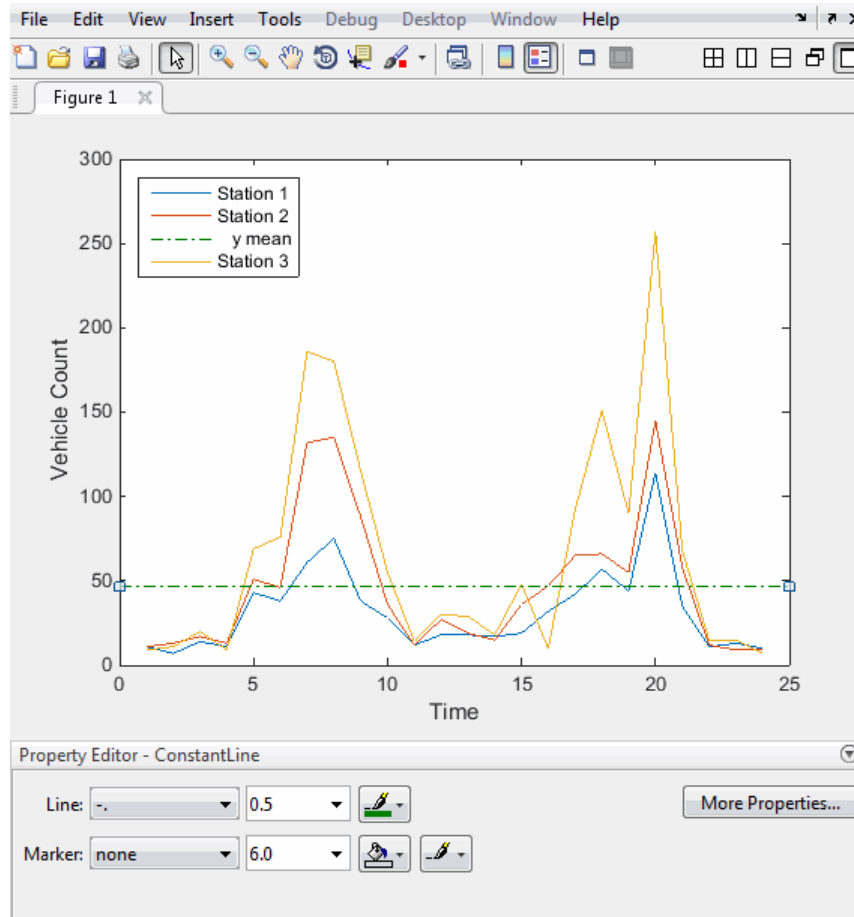 File Edit View Insert Tools Debug Desktop Window Help
Figure 1
300
250
200
150
100
50
0
Vehicle Count
Station 1
Station 2
y mean
Station 3
0 5 10 15 20 25
Time
Property Editor - ConstantLine
Line: -. 0.5 More Properties...
Marker: none 6.0